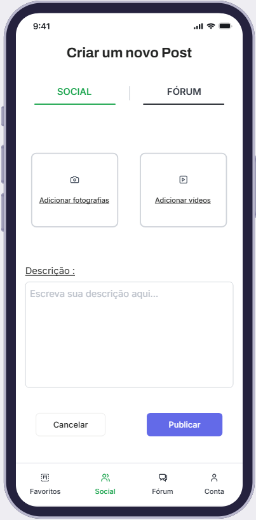 9:41
Criar um novo Post
SOCIAL FÓRUM
Adicionar fotografias Adicionar vídeos
Descrição :
Escreva sua descrição aqui...
Cancelar Publicar
Favoritos Social Fórum Conta